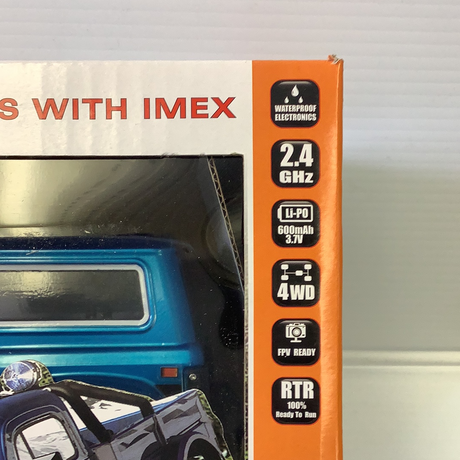 S WITH IMEX
WATERPROOF
ELECTRONICS
2.4
GHz
Li-PO
600mAh
3.7V
4WD
FPV READY
RTR
100%
Ready To Run